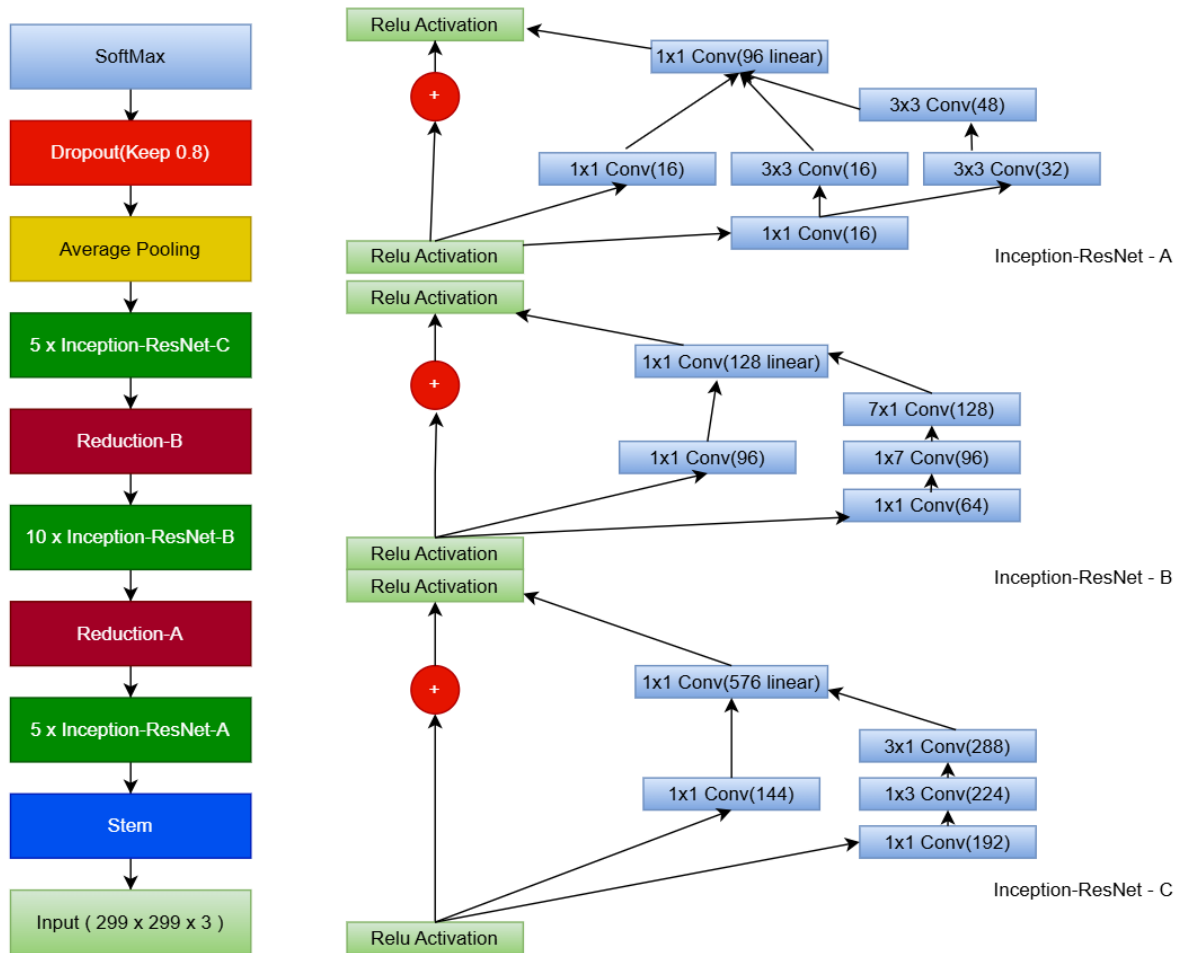 SoftMax
Dropout(Keep 0.8)
Average Pooling
5 x Inception-ResNet-C
Reduction-B
10 x Inception-ResNet-B
Reduction-A
5 x Inception-ResNet-A
Stem
Input ( 299 x 299 x 3 )
Relu Activation
1x1 Conv(96 linear)
+
3x3 Conv(48)
1x1 Conv(16)
3x3 Conv(16)
3x3 Conv(32)
1x1 Conv(16)
Relu Activation
Inception-ResNet - A
Relu Activation
1x1 Conv(128 linear)
+
7x1 Conv(128)
1x1 Conv(96)
1x7 Conv(96)
1x1 Conv(64)
Relu Activation
Inception-ResNet - B
Relu Activation
1x1 Conv(576 linear)
+
3x1 Conv(288)
1x1 Conv(144)
1x3 Conv(224)
1x1 Conv(192)
Inception-ResNet - C
Relu Activation